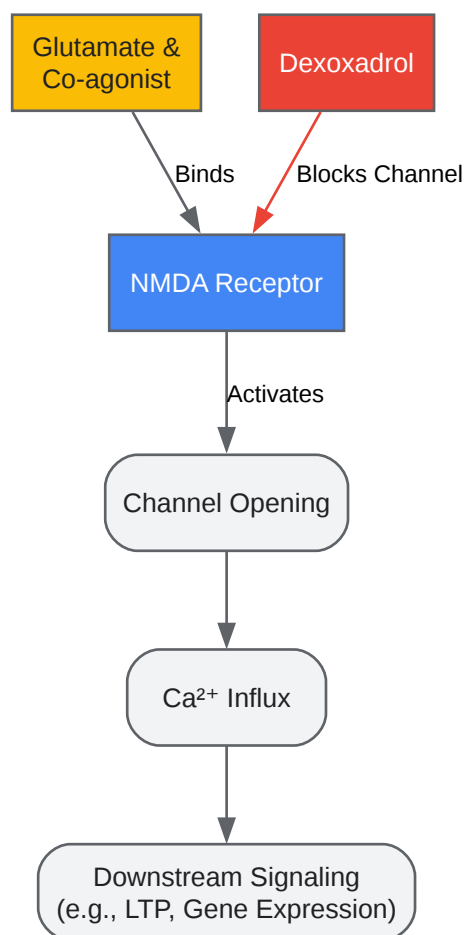 Glutamate &
Co-agonist
Dexoxadrol
Binds
Blocks Channel
NMDA Receptor
Activates
Channel Opening
Ca²⁺ Influx
Downstream Signaling
(e.g., LTP, Gene Expression)